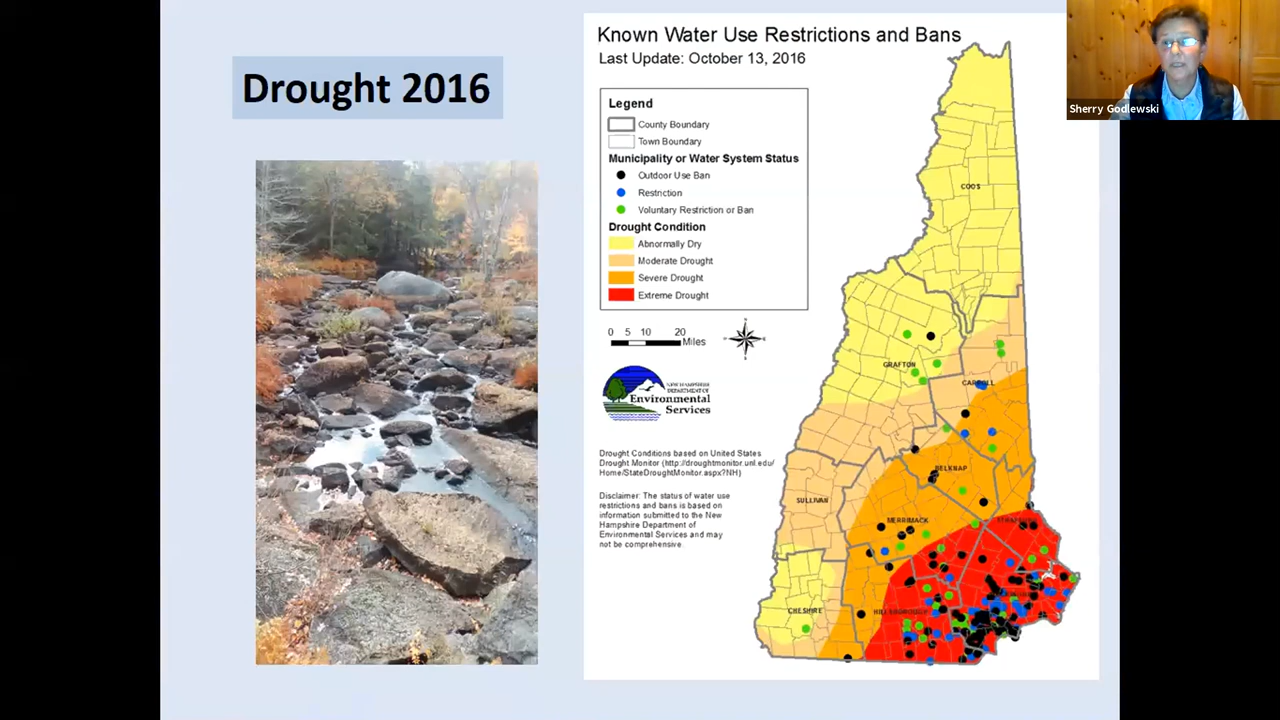 Drought 2016
Known Water Use Restrictions and Bans
Last Update: October 13, 2016
Legend
County Boundary
Town Boundary
Municipality or Water System Status
Outdoor Use Ban
Restriction
Voluntary Restriction or Ban
Drought Condition
Abnormally Dry
Moderate Drought
Severe Drought
Extreme Drought
0 5 10 20
Miles
NEW HAMPSHIRE
DEPARTMENT OF
Environmental
Services
Drought Conditions based on United States
Drought Monitor (http://droughtmonitor.unl.edu/
Home/StateDroughtMonitor.aspx?NH)
Disclaimer: The status of water use
restrictions and bans is based on
information submitted to the New
Hampshire Department of
Environmental Services and may
not be comprehensive.
COOS
GRAFTON
CARROLL
BELKNAP
SULLIVAN
MERRIMACK
CHESHIRE
HILLSBOROUGH
Sherry Godlewski